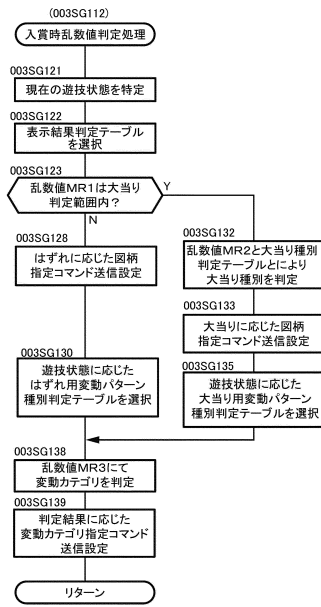 (003SG112)
入賞時乱数値判定処理
003SG121
現在の遊技状態を特定
003SG122
表示結果判定テーブル
を選択
003SG123
乱数値MR1は大当り
判定範囲内?
Y
N
003SG128
はずれに応じた図柄
指定コマンド送信設定
003SG130
遊技状態に応じた
はずれ用変動パターン
種別判定テーブルを選択
003SG132
乱数値MR2と大当り種別
判定テーブルとにより
大当り種別を判定
003SG133
大当りに応じた図柄
指定コマンド送信設定
003SG135
遊技状態に応じた
大当り用変動パターン
種別判定テーブルを選択
003SG138
乱数値MR3にて
変動カテゴリを判定
003SG139
判定結果に応じた
変動カテゴリ指定コマンド
送信設定
リターン